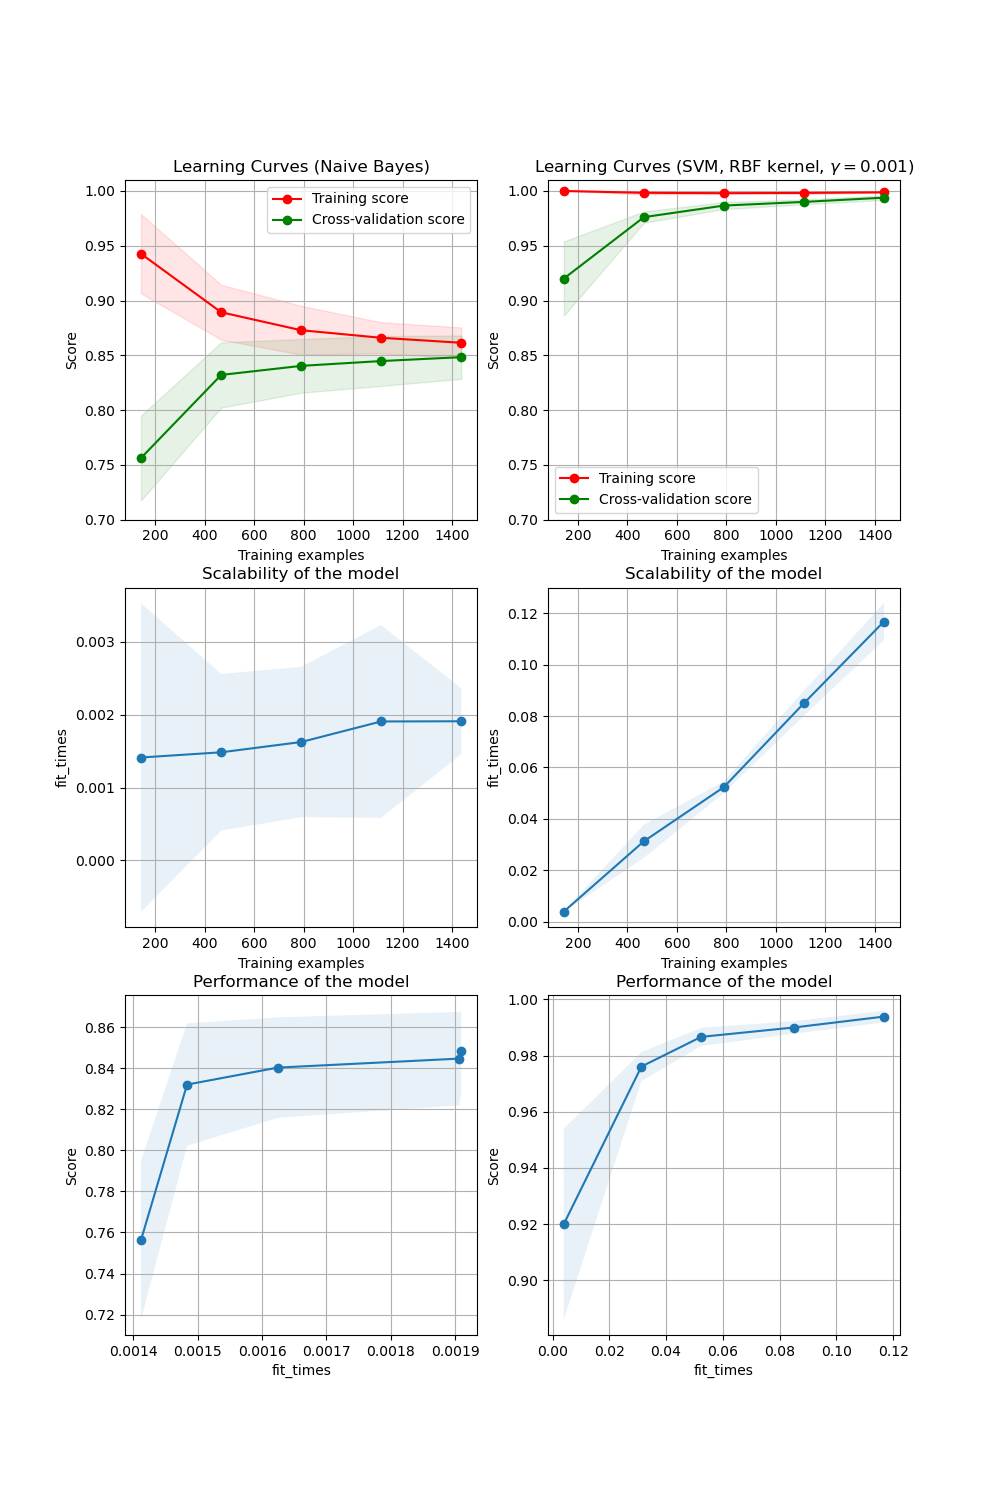 Learning Curves (Naive Bayes)
1.00
0.95
0.90
0.85
0.80
0.75
0.70
Score
Training score
Cross-validation score
200 400 600 800 1000 1200 1400
Training examples
Learning Curves (SVM, RBF kernel, γ = 0.001)
1.00
0.95
0.90
0.85
0.80
0.75
0.70
Score
Training score
Cross-validation score
200 400 600 800 1000 1200 1400
Training examples
Scalability of the model
0.003
0.002
0.001
0.000
fit_times
200 400 600 800 1000 1200 1400
Training examples
Scalability of the model
0.12
0.10
0.08
0.06
0.04
0.02
0.00
fit_times
200 400 600 800 1000 1200 1400
Training examples
Performance of the model
0.86
0.84
0.82
0.80
0.78
0.76
0.74
0.72
Score
0.0014 0.0015 0.0016 0.0017 0.0018 0.0019
fit_times
Performance of the model
1.00
0.98
0.96
0.94
0.92
0.90
Score
0.00 0.02 0.04 0.06 0.08 0.10 0.12
fit_times